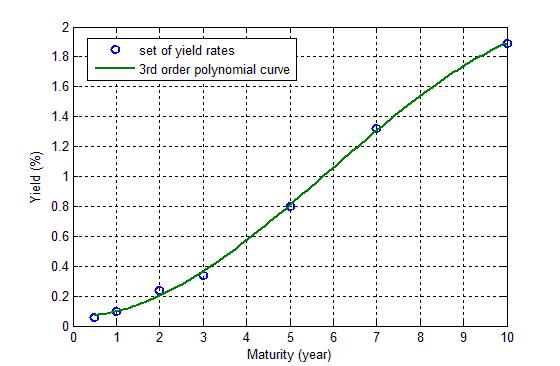 2
1.8
1.6
1.4
1.2
1
0.8
0.6
0.4
0.2
0
set of yield rates
3rd order polynomial curve
Yield (%)
0 1 2 3 4 5 6 7 8 9 10
Maturity (year)